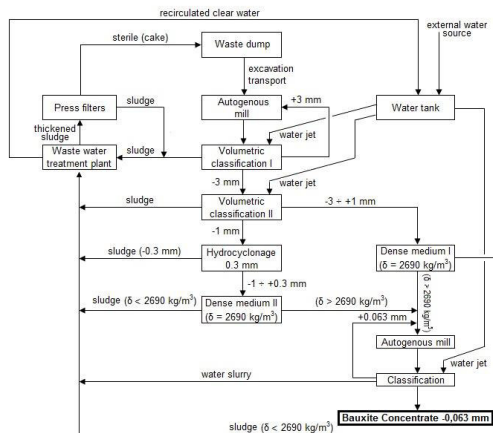 recirculated clear water
external water
source
sterile (cake)
Waste dump
excavation
transport
Press filters
sludge
Autogenous
mill
+3 mm
Water tank
thickened
sludge
water jet
Waste water
treatment plant
sludge
Volumetric
classification I
-3 mm
water jet
sludge
Volumetric
classification II
-3 ÷ +1 mm
-1 mm
sludge (-0.3 mm)
Hydrocyclonage
0.3 mm
Dense medium I
(δ = 2690 kg/m³)
-1 ÷ +0.3 mm
sludge (δ < 2690 kg/m³)
Dense medium II
(δ = 2690 kg/m³)
(δ > 2690 kg/m³)
(δ > 2690 kg/m³)
+0.063 mm
Autogenous mill
water jet
water slurry
Classification
Bauxite Concentrate -0,063 mm
sludge (δ < 2690 kg/m³)